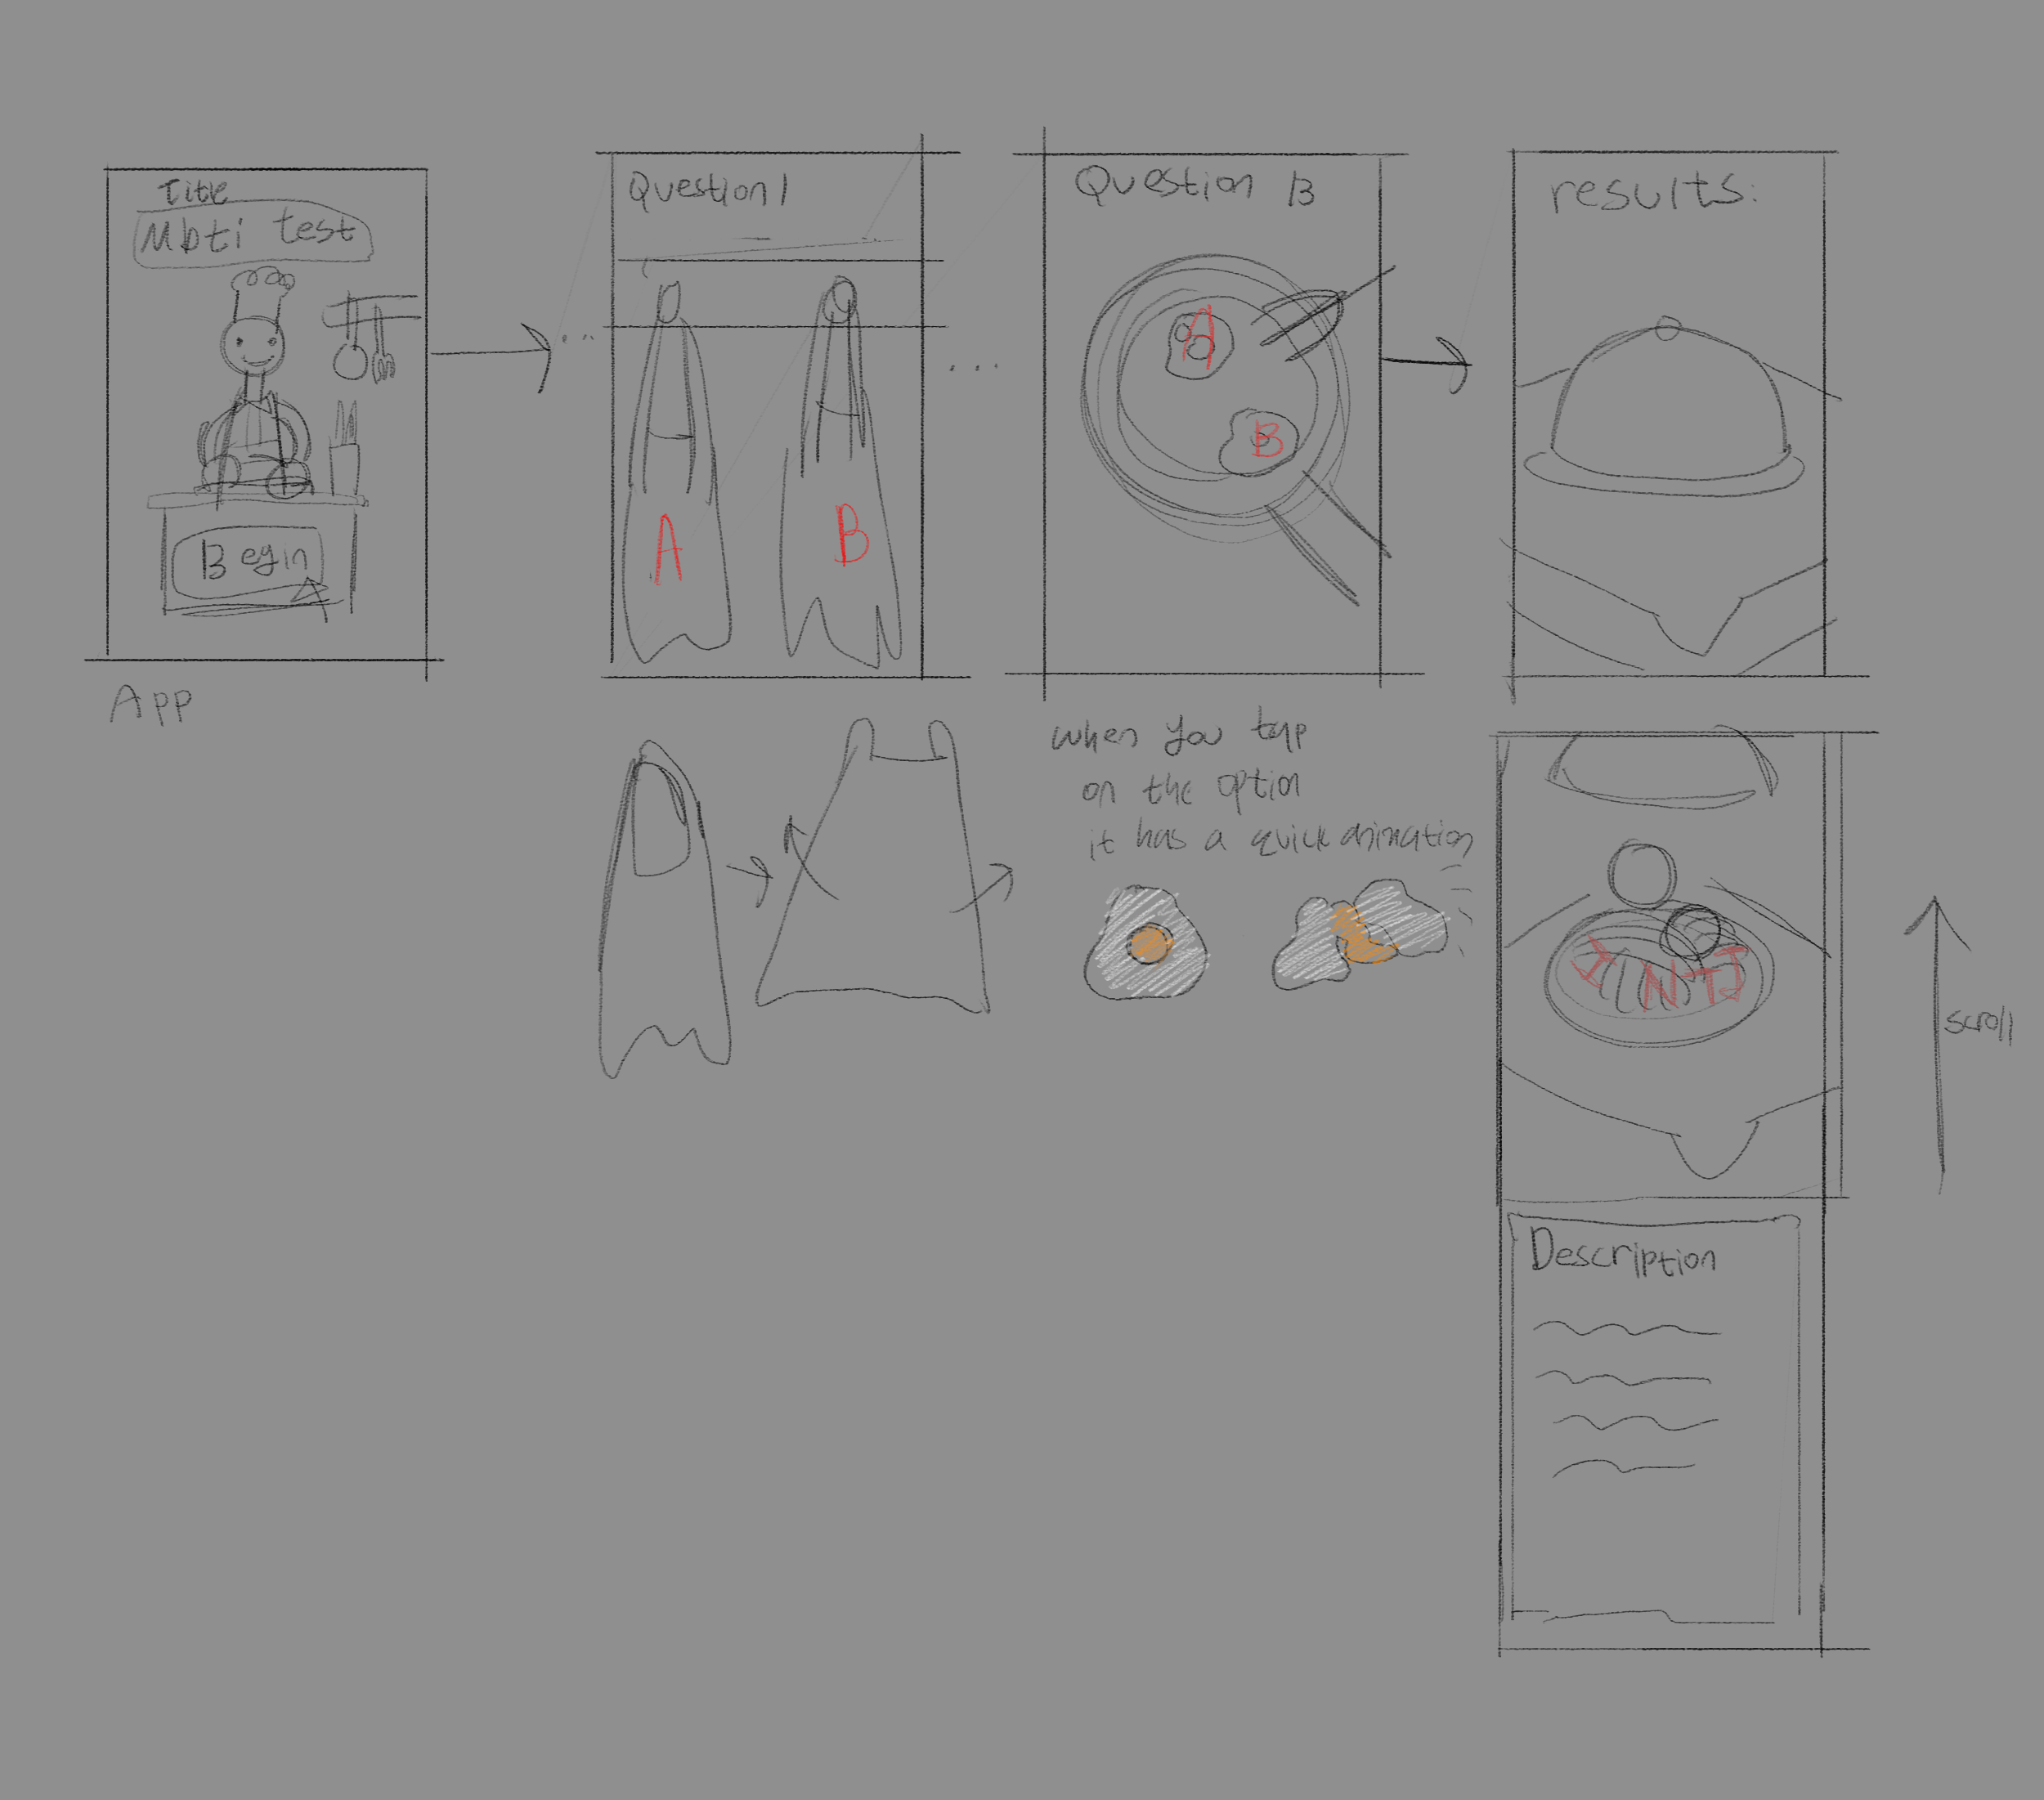 Title
Mbti test
Begin
App
Question 1
A
B
...
...
Question 13
A
B
when you tap
on the option
it has a quick animation
results:
INTJ
scroll
Description